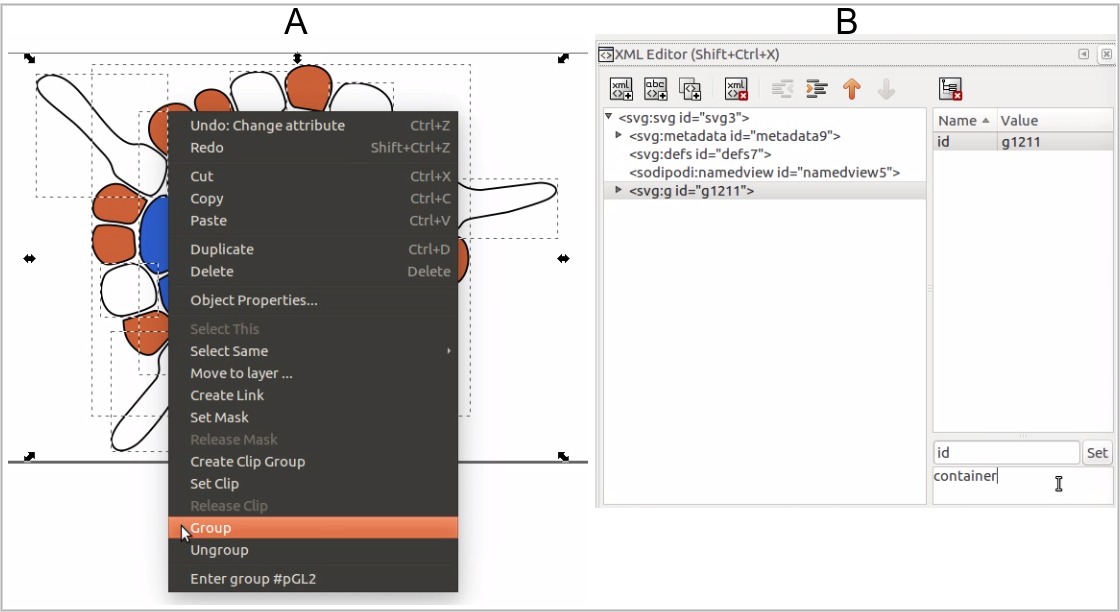 A
Undo: Change attribute Ctrl+Z
Redo Shift+Ctrl+Z
Cut Ctrl+X
Copy Ctrl+C
Paste Ctrl+V
Duplicate Ctrl+D
Delete Delete
Object Properties...
Select This
Select Same
Move to layer ...
Create Link
Set Mask
Release Mask
Create Clip Group
Set Clip
Release Clip
Group
Ungroup
Enter group #pGL2
B
XML Editor (Shift+Ctrl+X)
xml
abc
xml
<svg:svg id="svg3">
<svg:metadata id="metadata9">
<svg:defs id="defs7">
<sodipodi:namedview id="namedview5">
<svg:g id="g1211">
Name Value
id g1211
id Set
container